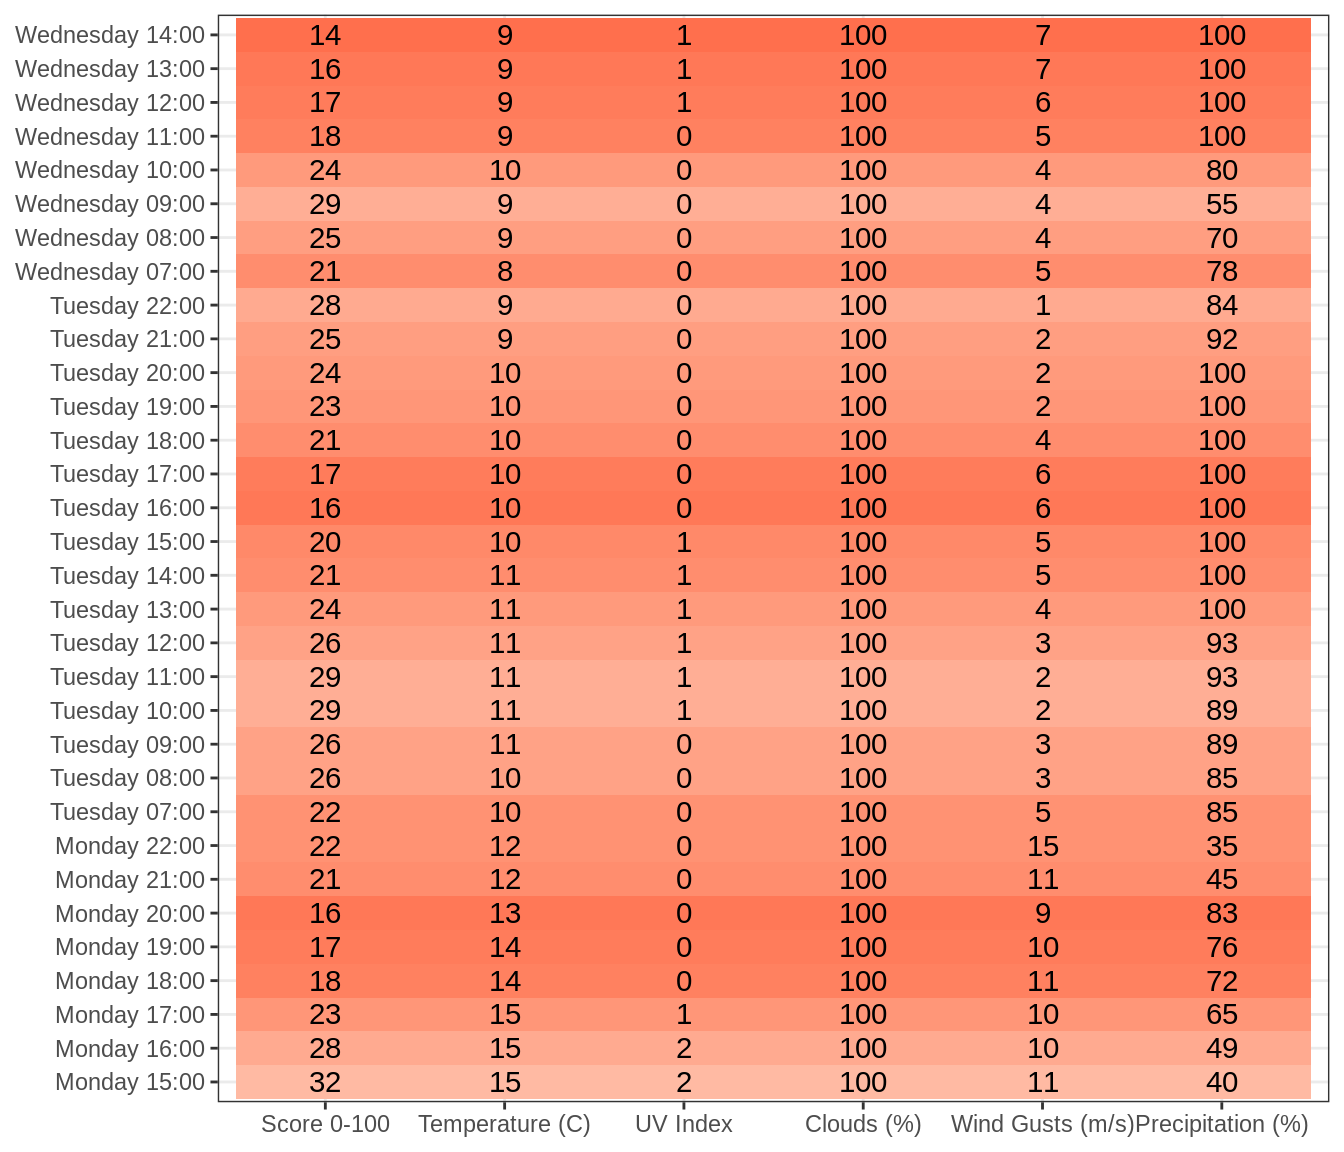 Wednesday 14:00 14 9 1 100 7 100
Wednesday 13:00 16 9 1 100 7 100
Wednesday 12:00 17 9 1 100 6 100
Wednesday 11:00 18 9 0 100 5 100
Wednesday 10:00 24 10 0 100 4 80
Wednesday 09:00 29 9 0 100 4 55
Wednesday 08:00 25 9 0 100 4 70
Wednesday 07:00 21 8 0 100 5 78
Tuesday 22:00 28 9 0 100 1 84
Tuesday 21:00 25 9 0 100 2 92
Tuesday 20:00 24 10 0 100 2 100
Tuesday 19:00 23 10 0 100 2 100
Tuesday 18:00 21 10 0 100 4 100
Tuesday 17:00 17 10 0 100 6 100
Tuesday 16:00 16 10 0 100 6 100
Tuesday 15:00 20 10 1 100 5 100
Tuesday 14:00 21 11 1 100 5 100
Tuesday 13:00 24 11 1 100 4 100
Tuesday 12:00 26 11 1 100 3 93
Tuesday 11:00 29 11 1 100 2 93
Tuesday 10:00 29 11 1 100 2 89
Tuesday 09:00 26 11 0 100 3 89
Tuesday 08:00 26 10 0 100 3 85
Tuesday 07:00 22 10 0 100 5 85
Monday 22:00 22 12 0 100 15 35
Monday 21:00 21 12 0 100 11 45
Monday 20:00 16 13 0 100 9 83
Monday 19:00 17 14 0 100 10 76
Monday 18:00 18 14 0 100 11 72
Monday 17:00 23 15 1 100 10 65
Monday 16:00 28 15 2 100 10 49
Monday 15:00 32 15 2 100 11 40
Score 0-100 Temperature (C) UV Index Clouds (%) Wind Gusts (m/s) Precipitation (%)